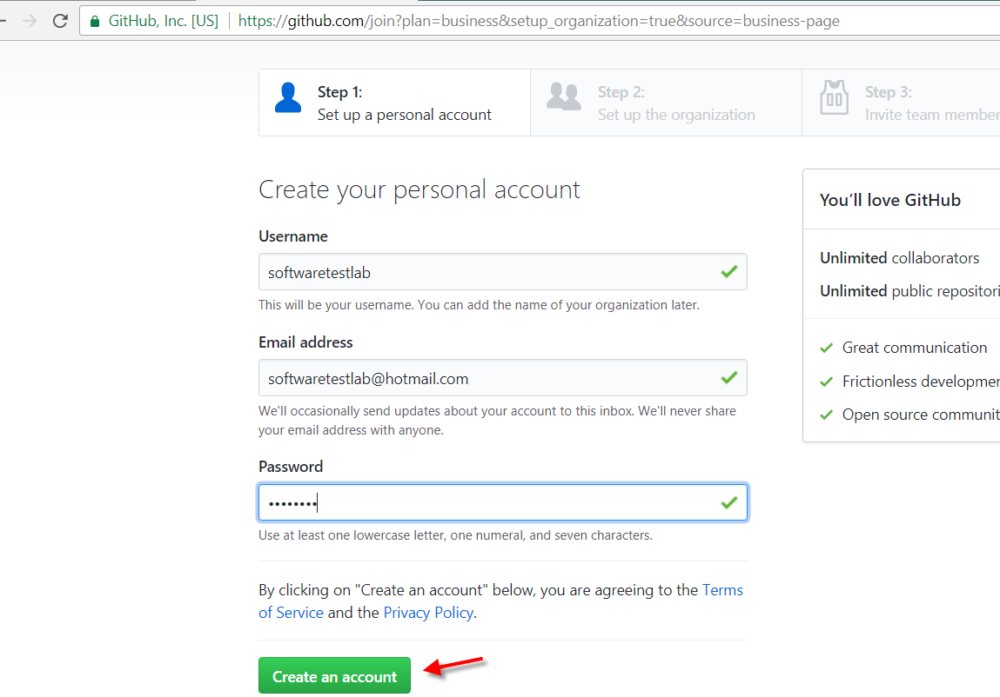 GitHub, Inc. [US] https://github.com/join?plan=business&setup_organization=true&source=business-page
Step 1:
Set up a personal account
Step 2:
Set up the organization
Step 3:
Invite team member
Create your personal account
Username
softwaretestlab
This will be your username. You can add the name of your organization later.
Email address
softwaretestlab@hotmail.com
We'll occasionally send updates about your account to this inbox. We'll never share
your email address with anyone.
Password
••••••••
Use at least one lowercase letter, one numeral, and seven characters.
By clicking on "Create an account" below, you are agreeing to the Terms
of Service and the Privacy Policy.
Create an account
You’ll love GitHub
Unlimited collaborators
Unlimited public repositori
Great communication
Frictionless developmen
Open source communit